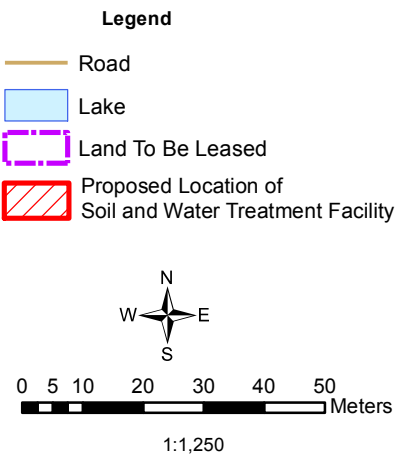 Legend
Road
Lake
Land To Be Leased
Proposed Location of
Soil and Water Treatment Facility
N
W E
S
0 5 10 20 30 40 50
Meters
1:1,250